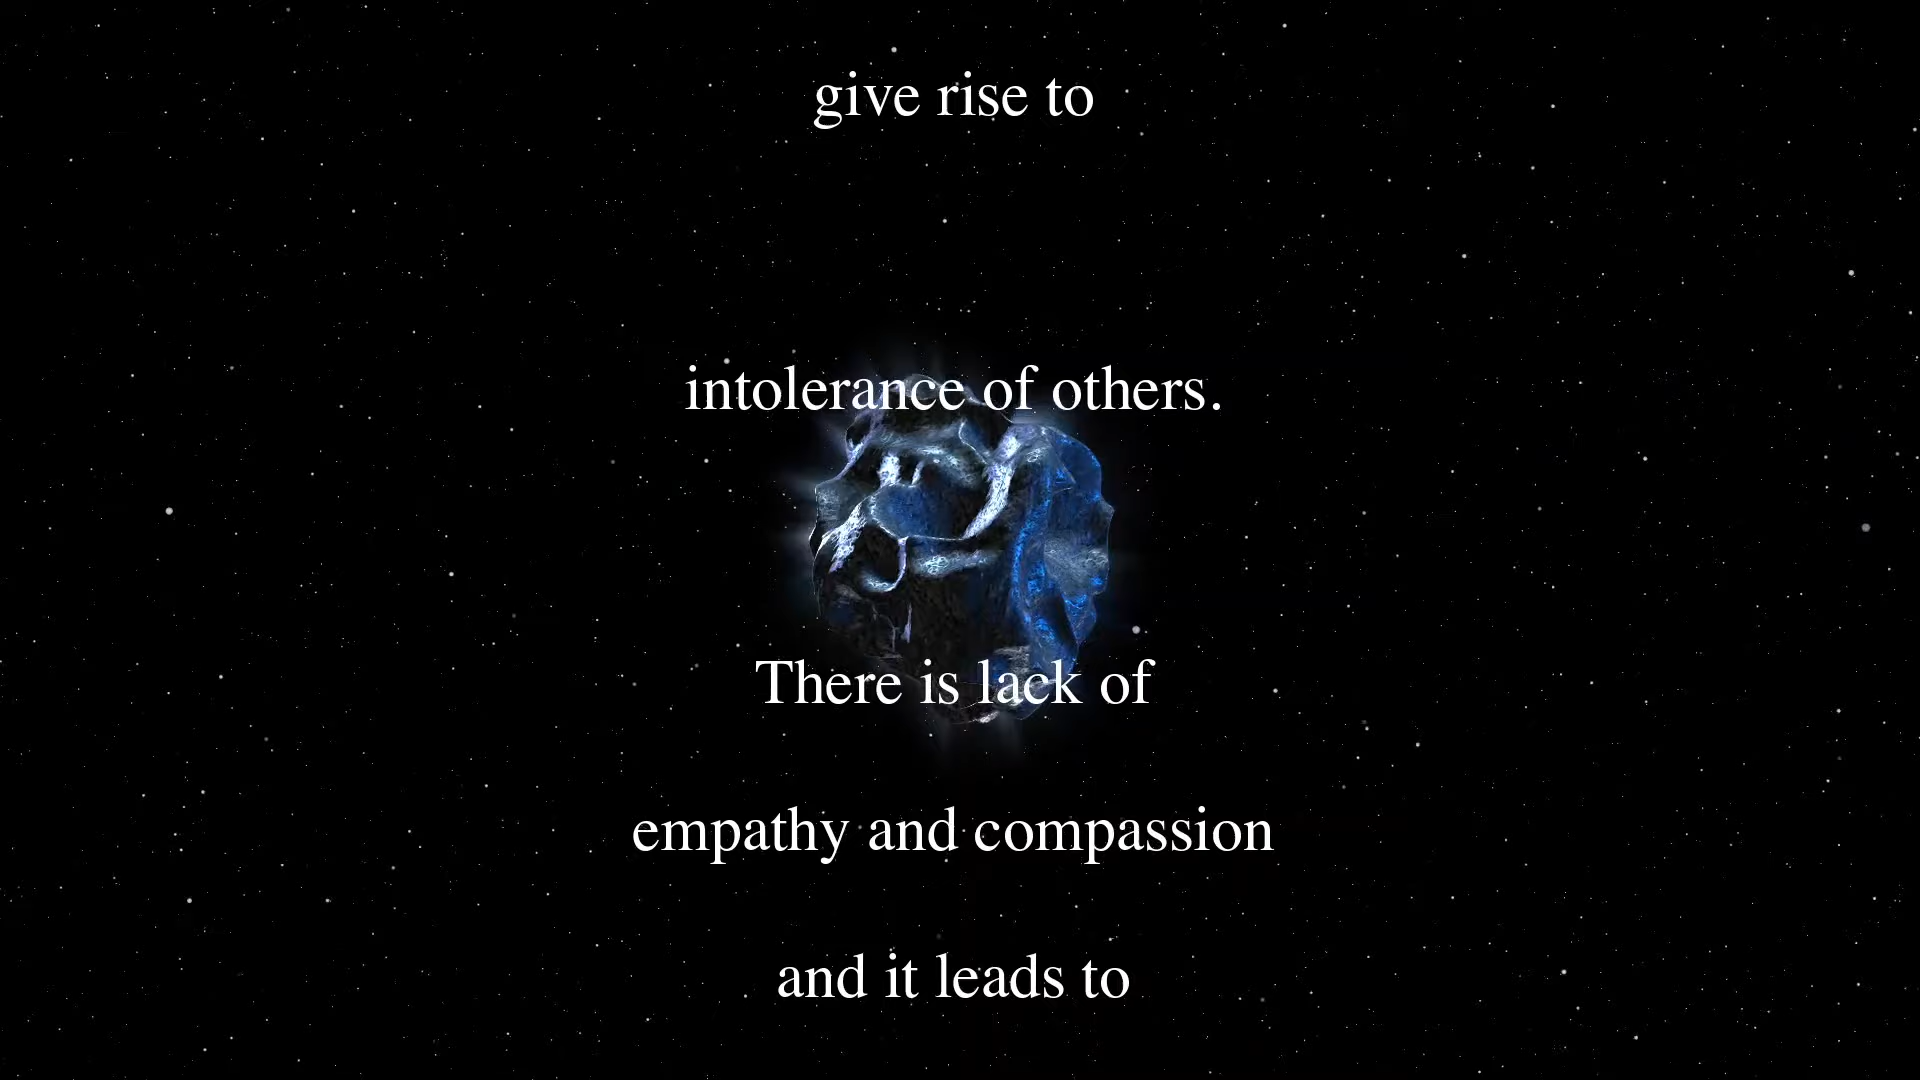 give rise to
intolerance of others.
There is lack of
empathy and compassion
and it leads to